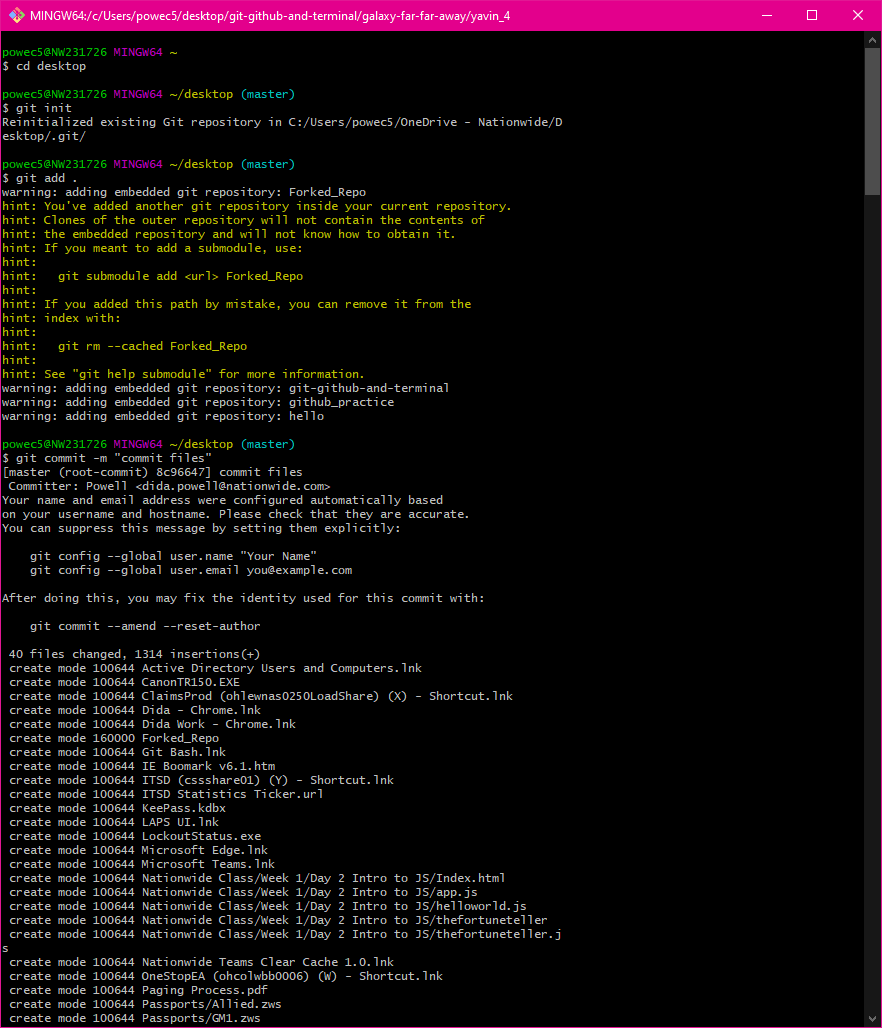 MINGW64:/c/Users/powec5/desktop/git-github-and-terminal/galaxy-far-far-away/yavin_4
powec5@NW231726 MINGW64 ~
$ cd desktop
powec5@NW231726 MINGW64 ~/desktop (master)
$ git init
Reinitialized existing Git repository in C:/Users/powec5/OneDrive - Nationwide/D
esktop/.git/
powec5@NW231726 MINGW64 ~/desktop (master)
$ git add .
warning: adding embedded git repository: Forked_Repo
hint: You've added another git repository inside your current repository.
hint: Clones of the outer repository will not contain the contents of
hint: the embedded repository and will not know how to obtain it.
hint: If you meant to add a submodule, use:
hint:
hint:   git submodule add <url> Forked_Repo
hint:
hint: If you added this path by mistake, you can remove it from the
hint: index with:
hint:
hint:   git rm --cached Forked_Repo
hint:
hint: See "git help submodule" for more information.
warning: adding embedded git repository: git-github-and-terminal
warning: adding embedded git repository: github_practice
warning: adding embedded git repository: hello
powec5@NW231726 MINGW64 ~/desktop (master)
$ git commit -m "commit files"
[master (root-commit) 8c96647] commit files
 Committer: Powell <dida.powell@nationwide.com>
Your name and email address were configured automatically based
on your username and hostname. Please check that they are accurate.
You can suppress this message by setting them explicitly:
    git config --global user.name "Your Name"
    git config --global user.email you@example.com
After doing this, you may fix the identity used for this commit with:
    git commit --amend --reset-author
 40 files changed, 1314 insertions(+)
 create mode 100644 Active Directory Users and Computers.lnk
 create mode 100644 CanonTR150.EXE
 create mode 100644 ClaimsProd (ohlewnas0250LoadShare) (X) - Shortcut.lnk
 create mode 100644 Dida - Chrome.lnk
 create mode 100644 Dida Work - Chrome.lnk
 create mode 160000 Forked_Repo
 create mode 100644 Git Bash.lnk
 create mode 100644 IE Boomark v6.1.htm
 create mode 100644 ITSD (cssshare01) (Y) - Shortcut.lnk
 create mode 100644 ITSD Statistics Ticker.url
 create mode 100644 KeePass.kdbx
 create mode 100644 LAPS UI.lnk
 create mode 100644 LockoutStatus.exe
 create mode 100644 Microsoft Edge.lnk
 create mode 100644 Microsoft Teams.lnk
 create mode 100644 Nationwide Class/Week 1/Day 2 Intro to JS/Index.html
 create mode 100644 Nationwide Class/Week 1/Day 2 Intro to JS/app.js
 create mode 100644 Nationwide Class/Week 1/Day 2 Intro to JS/helloworld.js
 create mode 100644 Nationwide Class/Week 1/Day 2 Intro to JS/thefortuneteller
 create mode 100644 Nationwide Class/Week 1/Day 2 Intro to JS/thefortuneteller.j
s
 create mode 100644 Nationwide Teams Clear Cache 1.0.lnk
 create mode 100644 OneStopEA (ohcolwbb0006) (W) - Shortcut.lnk
 create mode 100644 Paging Process.pdf
 create mode 100644 Passports/Allied.zws
 create mode 100644 Passports/GM1.zws